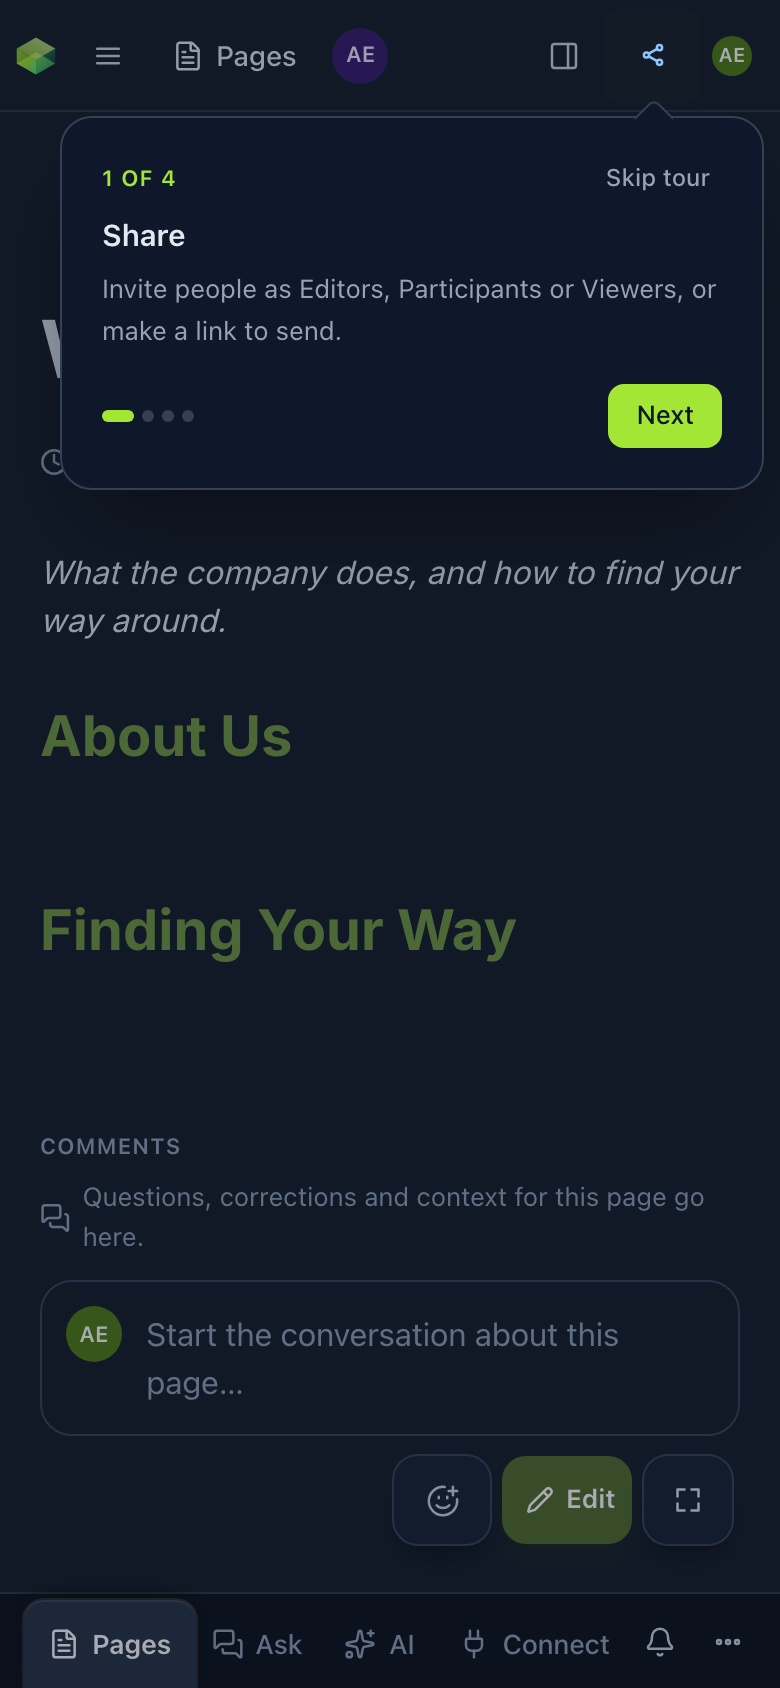 Pages
AE
AE
1 OF 4
Skip tour
Share
Invite people as Editors, Participants or Viewers, or
make a link to send.
Next
What the company does, and how to find your
way around.
About Us
Finding Your Way
COMMENTS
Questions, corrections and context for this page go
here.
AE
Start the conversation about this
page...
Edit
Pages
Ask
AI
Connect